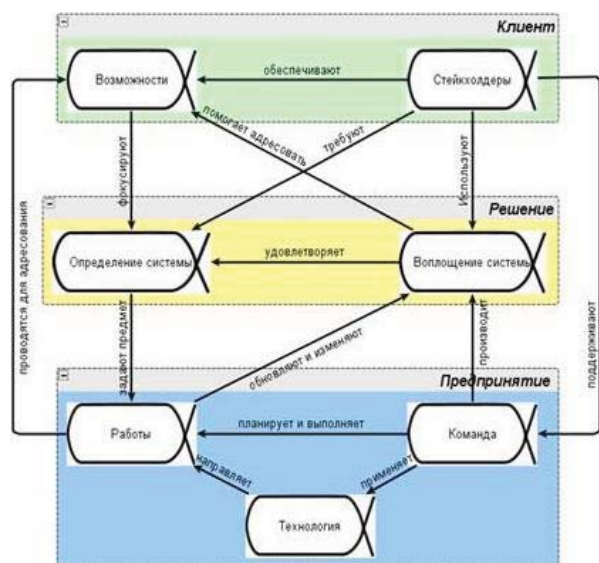 Клиент
Возможности
обеспечивают
Стейкхолдеры
помогает адресовать
требуют
фокусируют
Используют
Решение
проводятся для адресования
Определение системы
удовлетворяет
Воплощение системы
задают предмет
обновляют и изменяют
производит
поддерживают
Предприятие
Работы
планирует и выполняет
Команда
направляет
применяет
Технология